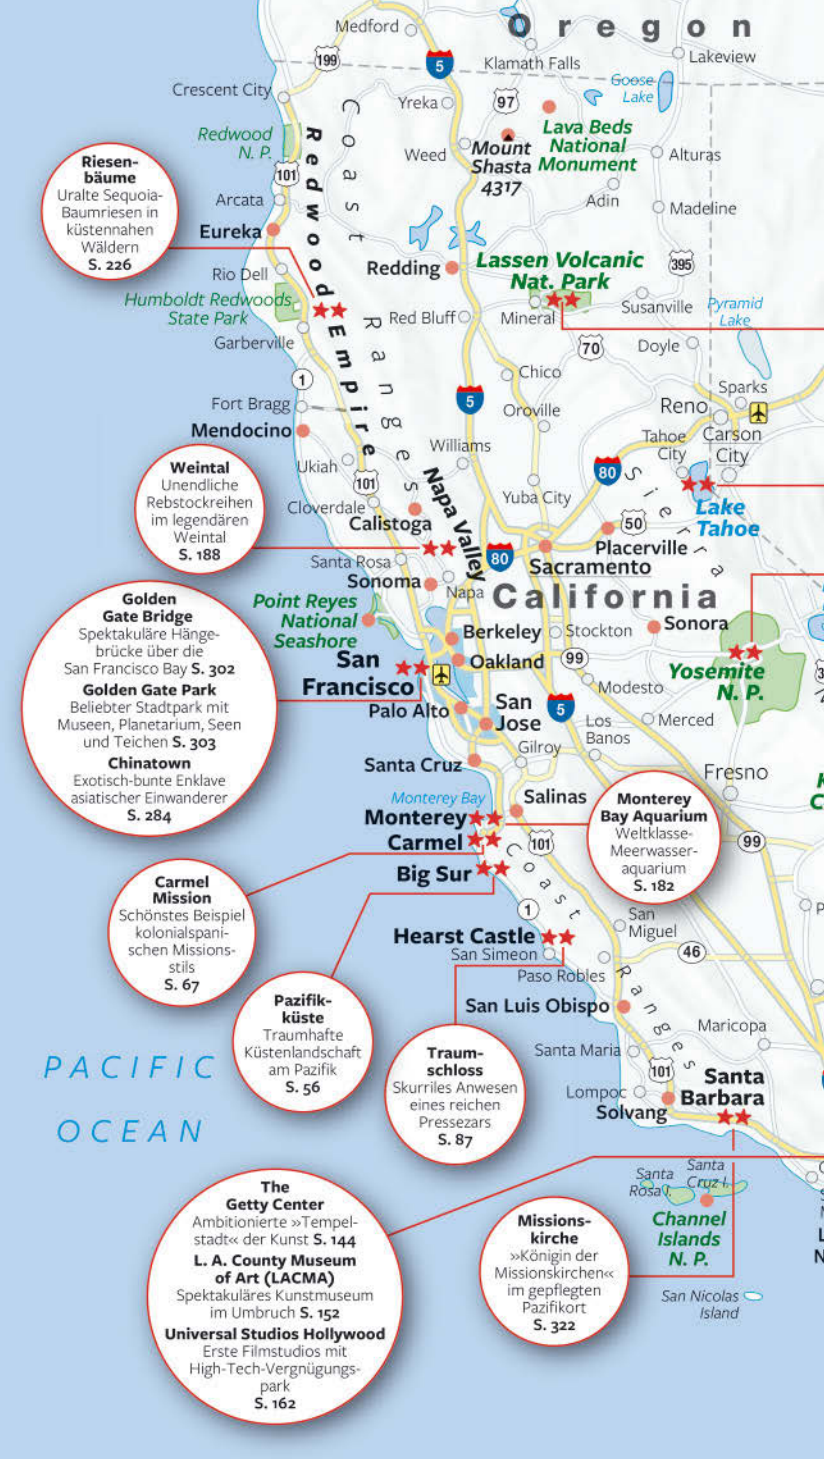 Oregon
Medford
199
5
Klamath Falls
Lakeview
Crescent City
Yreka
97
Goose
Lake
Redwood
N. P.
Coast
Ranges
Redwood Empire
Weed
Mount
Shasta
4317
Lava Beds
National
Monument
Alturas
Riesen-
bäume
Uralte Sequoia-
Baumriesen in
küstennahen
Wäldern
S. 226
101
Arcata
Adin
Madeline
Eureka
Rio Dell
Redding
Lassen Volcanic
Nat. Park
395
Humboldt Redwoods
State Park
Red Bluff
Mineral
Susanville
Pyramid
Lake
Garberville
70
Doyle
1
Chico
Sparks
Fort Bragg
5
Oroville
Reno
Mendocino
Williams
Tahoe
City
Carson
City
Weintal
Unendliche
Rebstockreihen
im legendären
Weintal
S. 188
Ukiah
101
Napa Valley
80
Sierra
Yuba City
Cloverdale
Calistoga
Lake
Tahoe
50
Placerville
Santa Rosa
80
Sacramento
Sonoma
Napa
California
Golden
Gate Bridge
Spektakuläre Hänge-
brücke über die
San Francisco Bay S. 302
Golden Gate Park
Beliebter Stadtpark mit
Museen, Planetarium, Seen
und Teichen S. 303
Chinatown
Exotisch-bunte Enklave
asiatischer Einwanderer
S. 284
Point Reyes
National
Seashore
Berkeley
Stockton
Sonora
San
Francisco
Oakland
99
Yosemite
N. P.
Modesto
Palo Alto
San
Jose
5
Los
Banos
Merced
Gilroy
Santa Cruz
Fresno
Monterey Bay
Salinas
Monterey
Carmel
Big Sur
101
Monterey
Bay Aquarium
Weltklasse-
Meerwasser-
aquarium
S. 182
99
Coast
Ranges
Carmel
Mission
Schönstes Beispiel
kolonialspani-
schen Missions-
stils
S. 67
1
San
Miguel
Hearst Castle
San Simeon
46
Paso Robles
Pazifik-
küste
Traumhafte
Küstenlandschaft
am Pazifik
S. 56
San Luis Obispo
Maricopa
PACIFIC
OCEAN
Traum-
schloss
Skurriles Anwesen
eines reichen
Pressezars
S. 87
Santa Maria
101
Santa
Barbara
Lompoc
Solvang
Santa
Rosa I.
Santa
Cruz I.
Channel
Islands
N. P.
The
Getty Center
Ambitionierte »Tempel-
stadt« der Kunst S. 144
L. A. County Museum
of Art (LACMA)
Spektakuläres Kunstmuseum
im Umbruch S. 152
Universal Studios Hollywood
Erste Filmstudios mit
High-Tech-Vergnügungs-
park
S. 162
Missions-
kirche
»Königin der
Missionskirchen«
im gepflegten
Pazifikort
S. 322
San Nicolas
Island